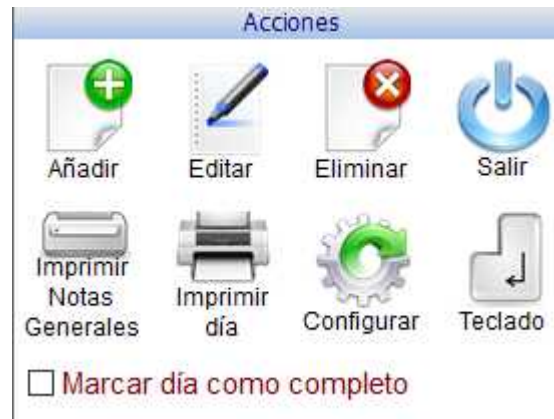 Acciones
Añadir
Editar
Eliminar
Salir
Imprimir
Notas
Generales
Imprimir
día
Configurar
Teclado
Marcar día como completo